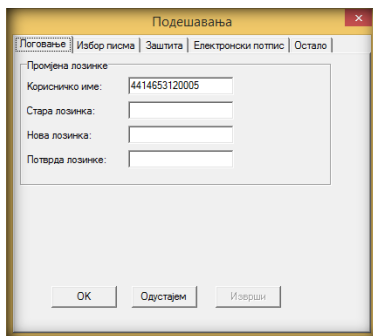 Подешавања
Логовање Избор писма Заштита Електронски потпис Остало
Промјена лозинке
Корисничко име: 4414653120005
Стара лозинка:
Нова лозинка:
Потврда лозинке:
OK Одустајем Изврши